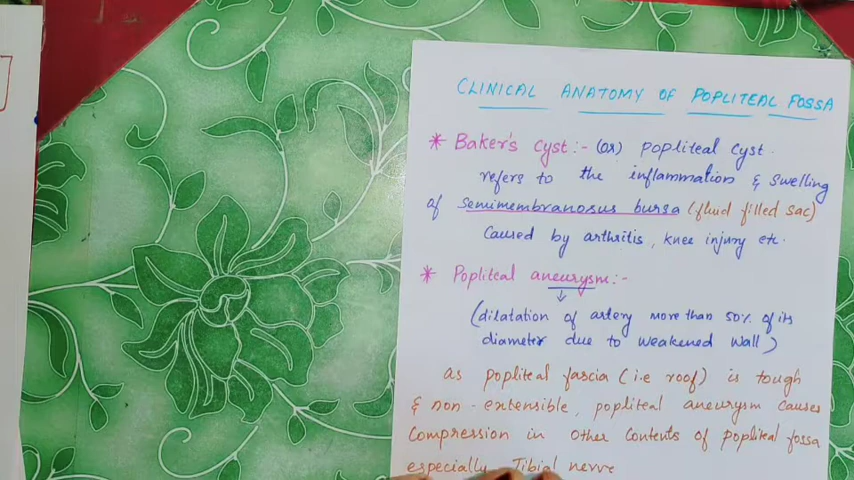 CLINICAL ANATOMY OF POPLITEAL FOSSA
* Baker's cyst :- (or) popliteal cyst.
refers to the inflammation & swelling
of semimembranosus bursa (fluid filled sac)
caused by arthritis, knee injury etc.
* Popliteal aneurysm :-
(dilatation of artery more than 50% of its
diameter due to weakened wall)
as popliteal fascia (i.e roof) is tough
& non-extensible, popliteal aneurysm causes
compression in other contents of popliteal fossa
especially Tibial nerve